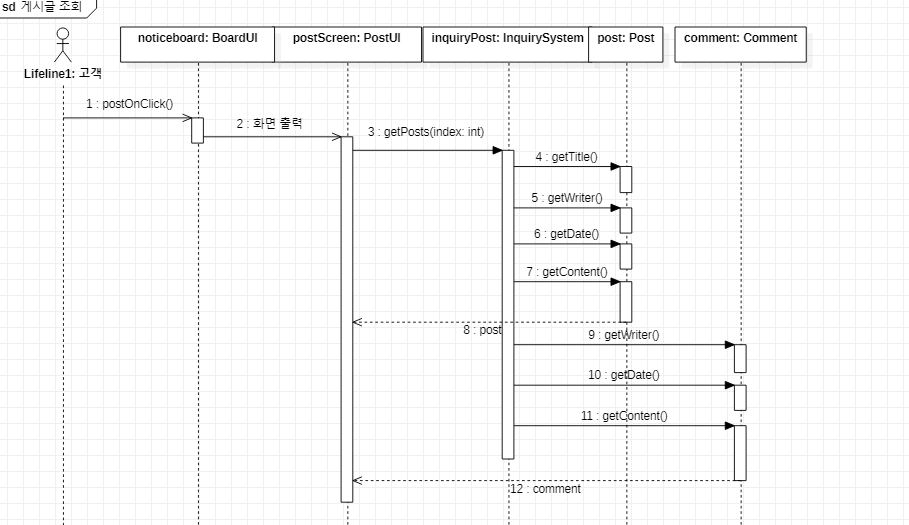 sd 게시글 조회
noticeboard: BoardUI
postScreen: PostUI
inquiryPost: InquirySystem
post: Post
comment: Comment
Lifeline1: 고객
1 : postOnClick()
2 : 화면 출력
3 : getPosts(index: int)
4 : getTitle()
5 : getWriter()
6 : getDate()
7 : getContent()
8 : post
9 : getWriter()
10 : getDate()
11 : getContent()
12 : comment